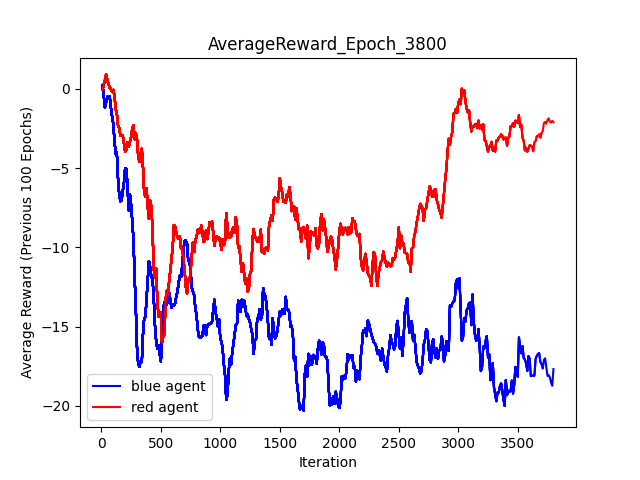 AverageReward_Epoch_3800
Average Reward (Previous 100 Epochs)
0
−5
−10
−15
−20
blue agent
red agent
0 500 1000 1500 2000 2500 3000 3500
Iteration